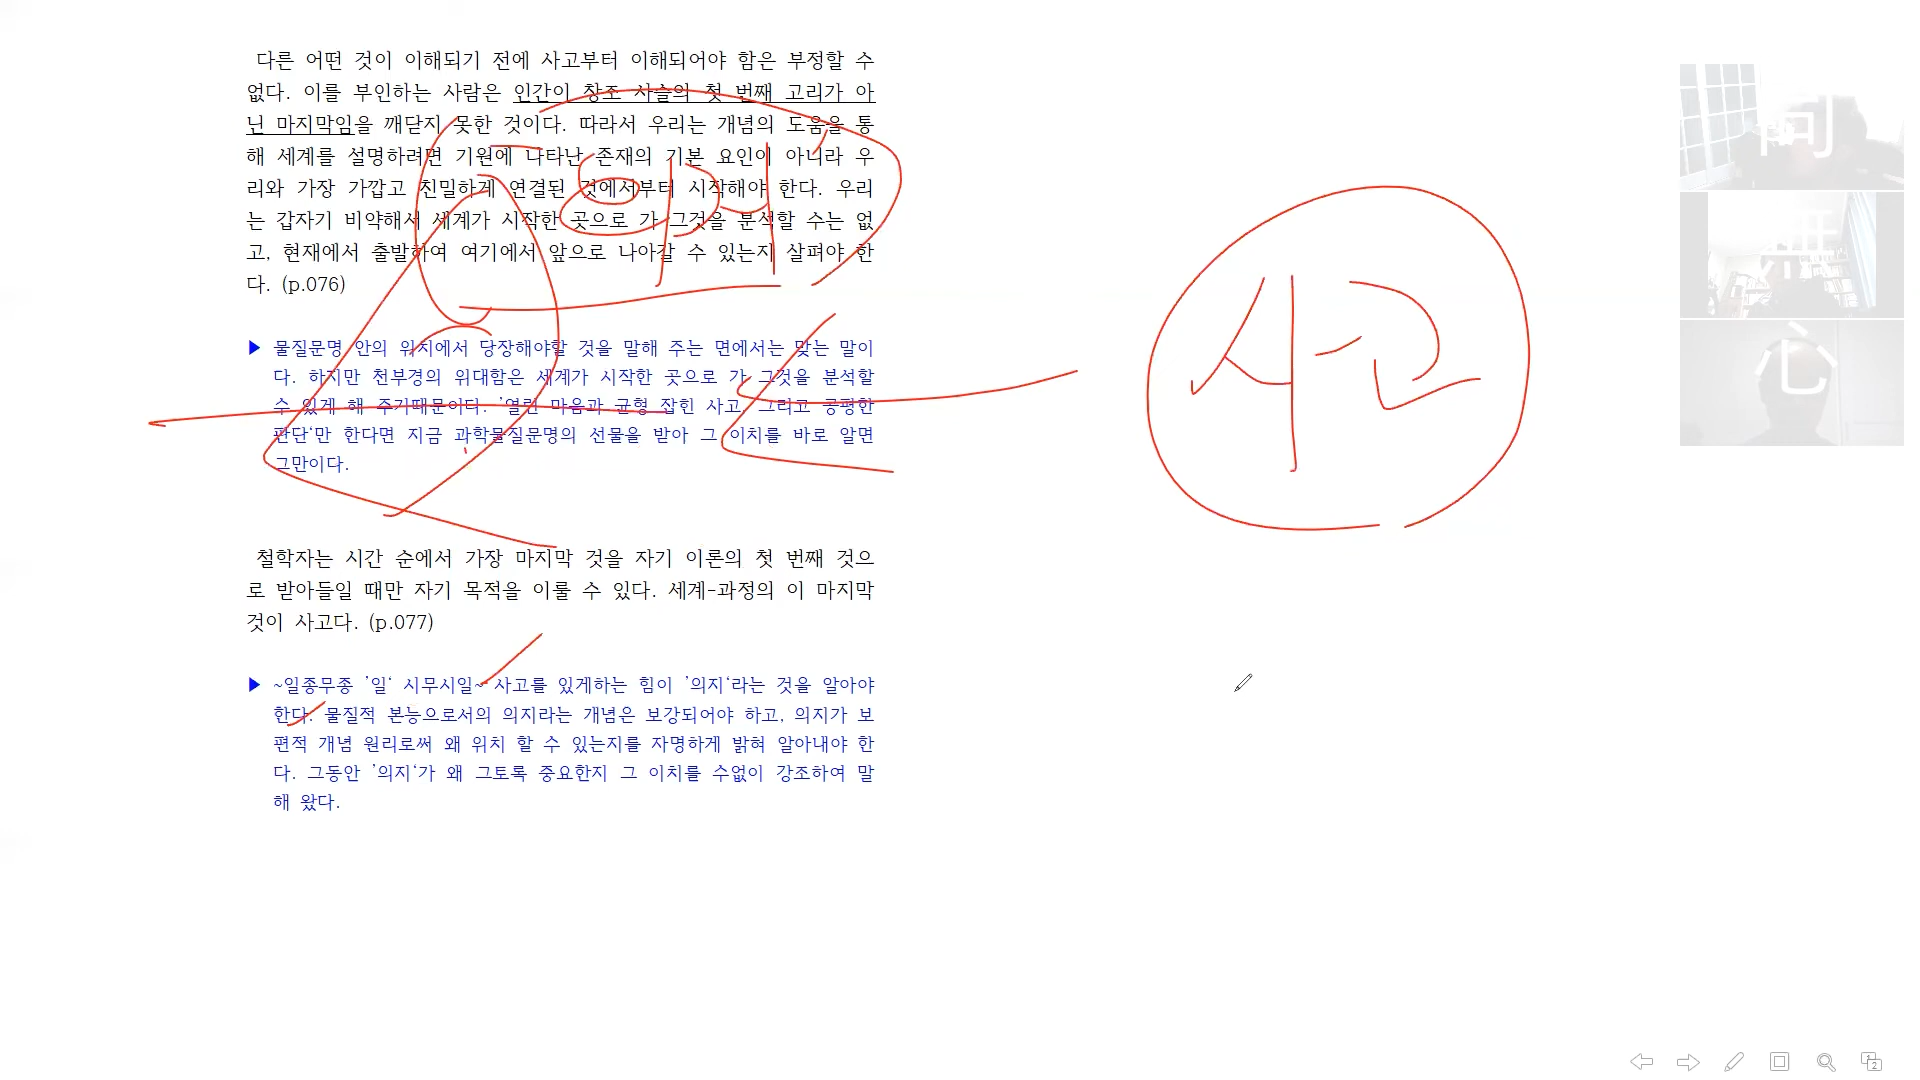 다른 어떤 것이 이해되기 전에 사고부터 이해되어야 함은 부정할 수
없다. 이를 부인하는 사람은 인간이 창조 사슬의 첫 번째 고리가 아
닌 마지막임을 깨닫지 못한 것이다. 따라서 우리는 개념의 도움을 통
해 세계를 설명하려면 기원에 나타난 존재의 기본 요인이 아니라 우
리와 가장 가깝고 친밀하게 연결된 것에서부터 시작해야 한다. 우리
는 갑자기 비약해서 세계가 시작한 곳으로 가 그것을 분석할 수는 없
고, 현재에서 출발하여 여기에서 앞으로 나아갈 수 있는지 살펴야 한
다. (p.076)
▶ 물질문명 안의 위치에서 당장해야할 것을 말해 주는 면에서는 맞는 말이
다. 하지만 천부경의 위대함은 세계가 시작한 곳으로 가 그것을 분석할
수 있게 해 주기때문이다. '열린 마음과 균형 잡힌 사고, 그리고 공평한
판단'만 한다면 지금 과학물질문명의 선물을 받아 그 이치를 바로 알면
그만이다.
철학자는 시간 순에서 가장 마지막 것을 자기 이론의 첫 번째 것으
로 받아들일 때만 자기 목적을 이룰 수 있다. 세계-과정의 이 마지막
것이 사고다. (p.077)
▶ ~일종무종 '일' 시무시일~ 사고를 있게하는 힘이 '의지'라는 것을 알아야
한다. 물질적 본능으로서의 의지라는 개념은 보강되어야 하고, 의지가 보
편적 개념 원리로써 왜 위치 할 수 있는지를 자명하게 밝혀 알아내야 한
다. 그동안 '의지'가 왜 그토록 중요한지 그 이치를 수없이 강조하여 말
해 왔다.
사고
問
無
心